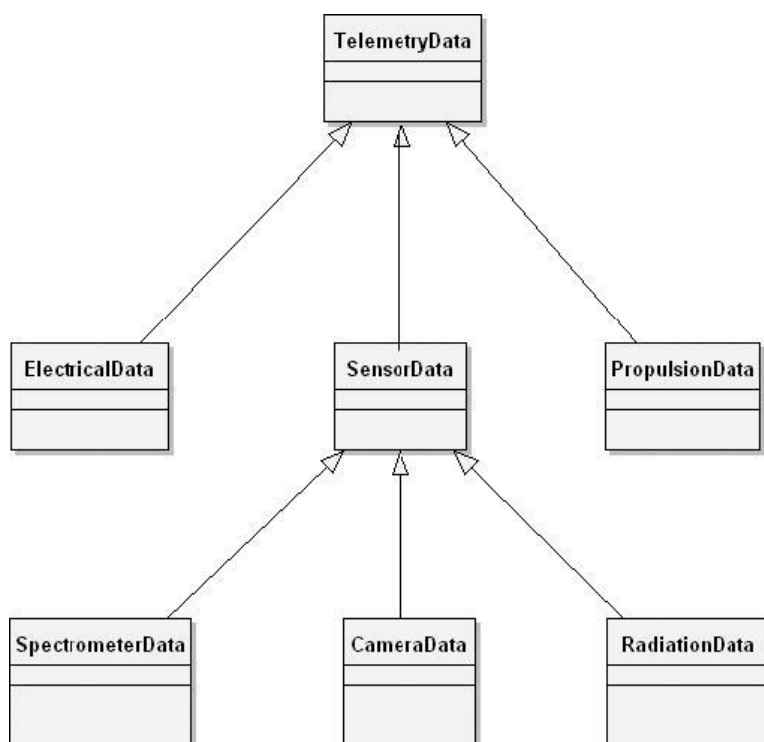 TelemetryData
ElectricalData
SensorData
PropulsionData
SpectrometerData
CameraData
RadiationData